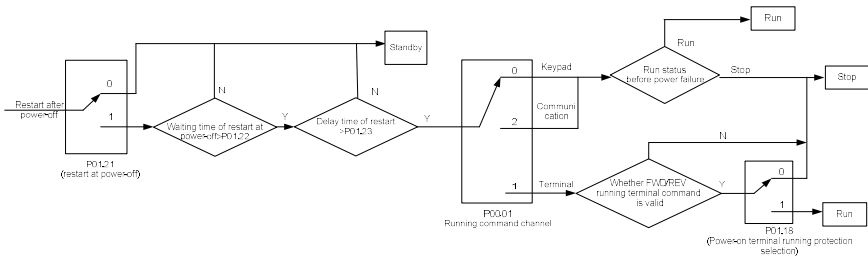 Restart after
power-off
0
1
P01.21
(restart at power-off)
N
Waiting time of restart at
power-off>P01.22
Y
N
Delay time of restart
>P01.23
Y
Standby
0
2
1
P00.01
Running command channel
Keypad
Communi
cation
Terminal
Run status
before power failure
Run
Run
Stop
Stop
N
Whether FWD/REV
running terminal command
is valid
Y
0
1
P01.18
(Power-on terminal running protection
selection)
Run